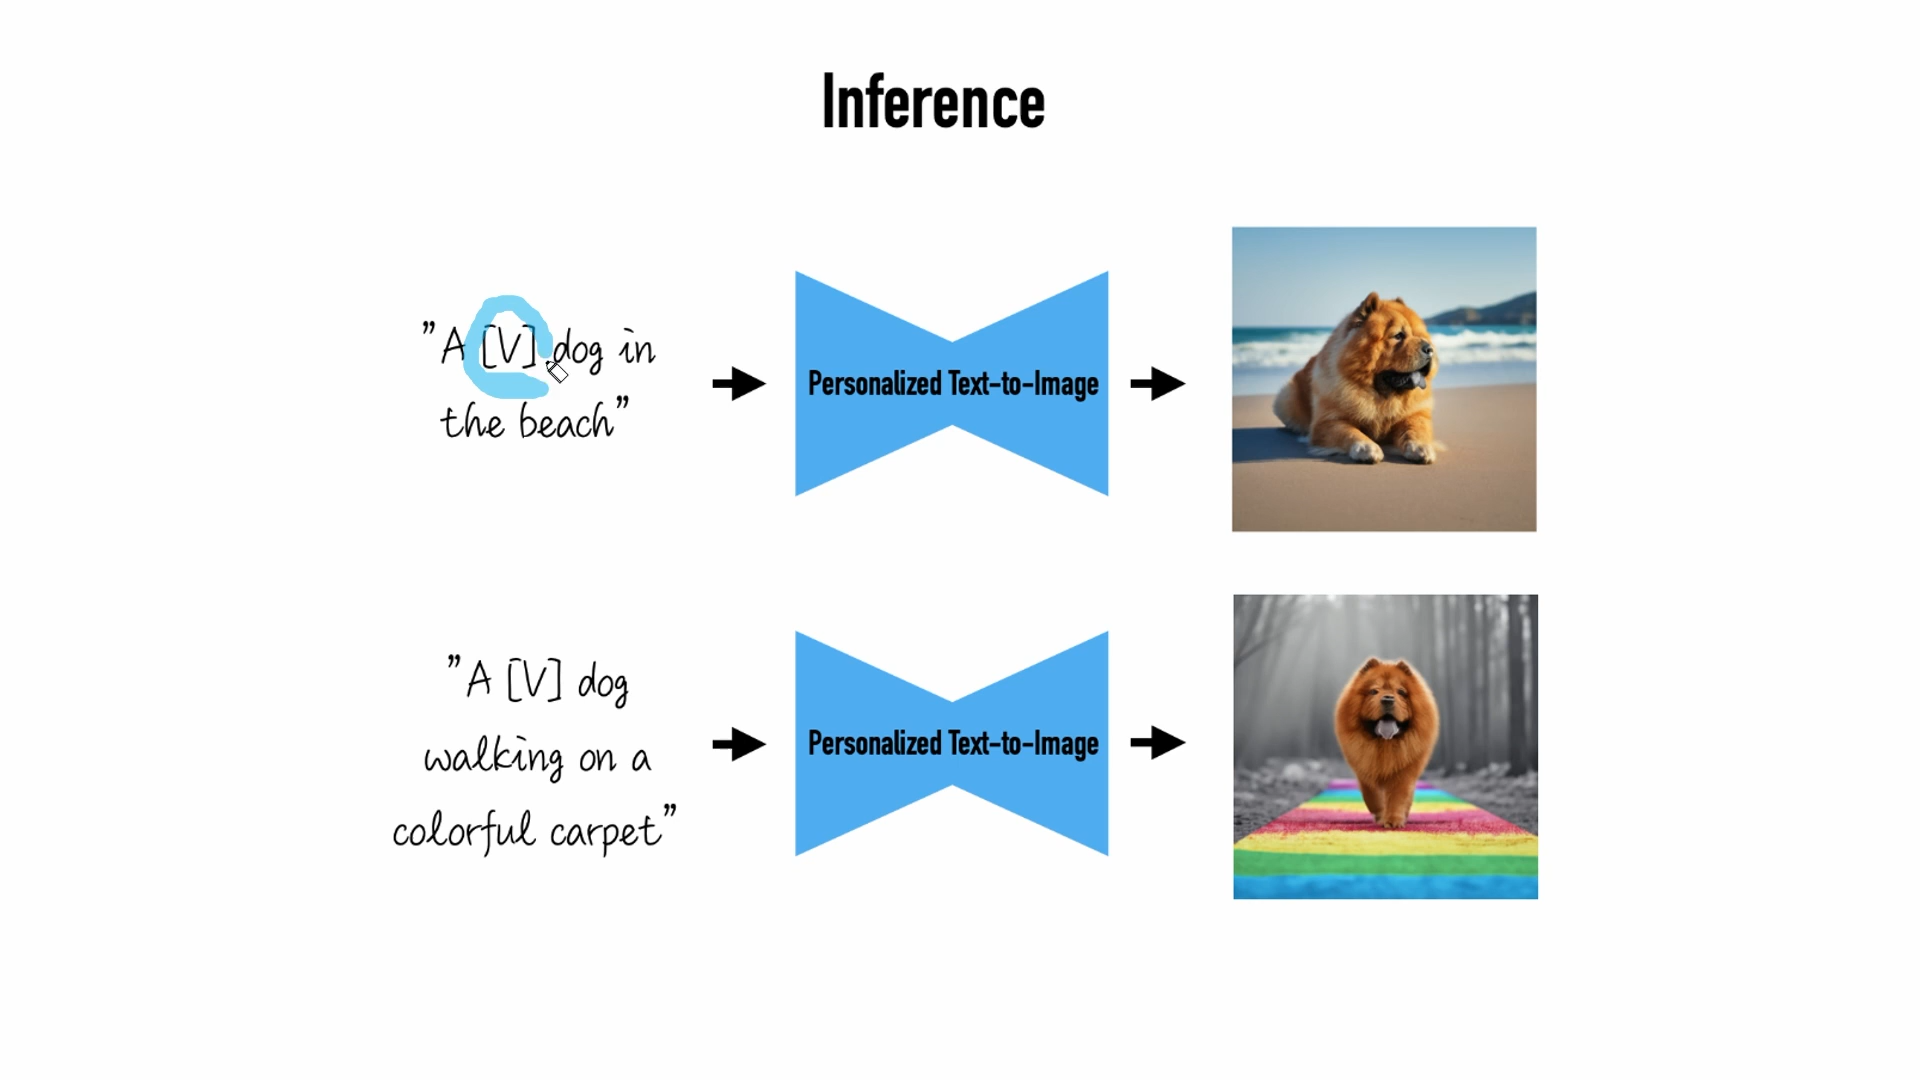 Inference
"A [V] dog in
the beach"
Personalized Text-to-Image
"A [V] dog
walking on a
colorful carpet"
Personalized Text-to-Image